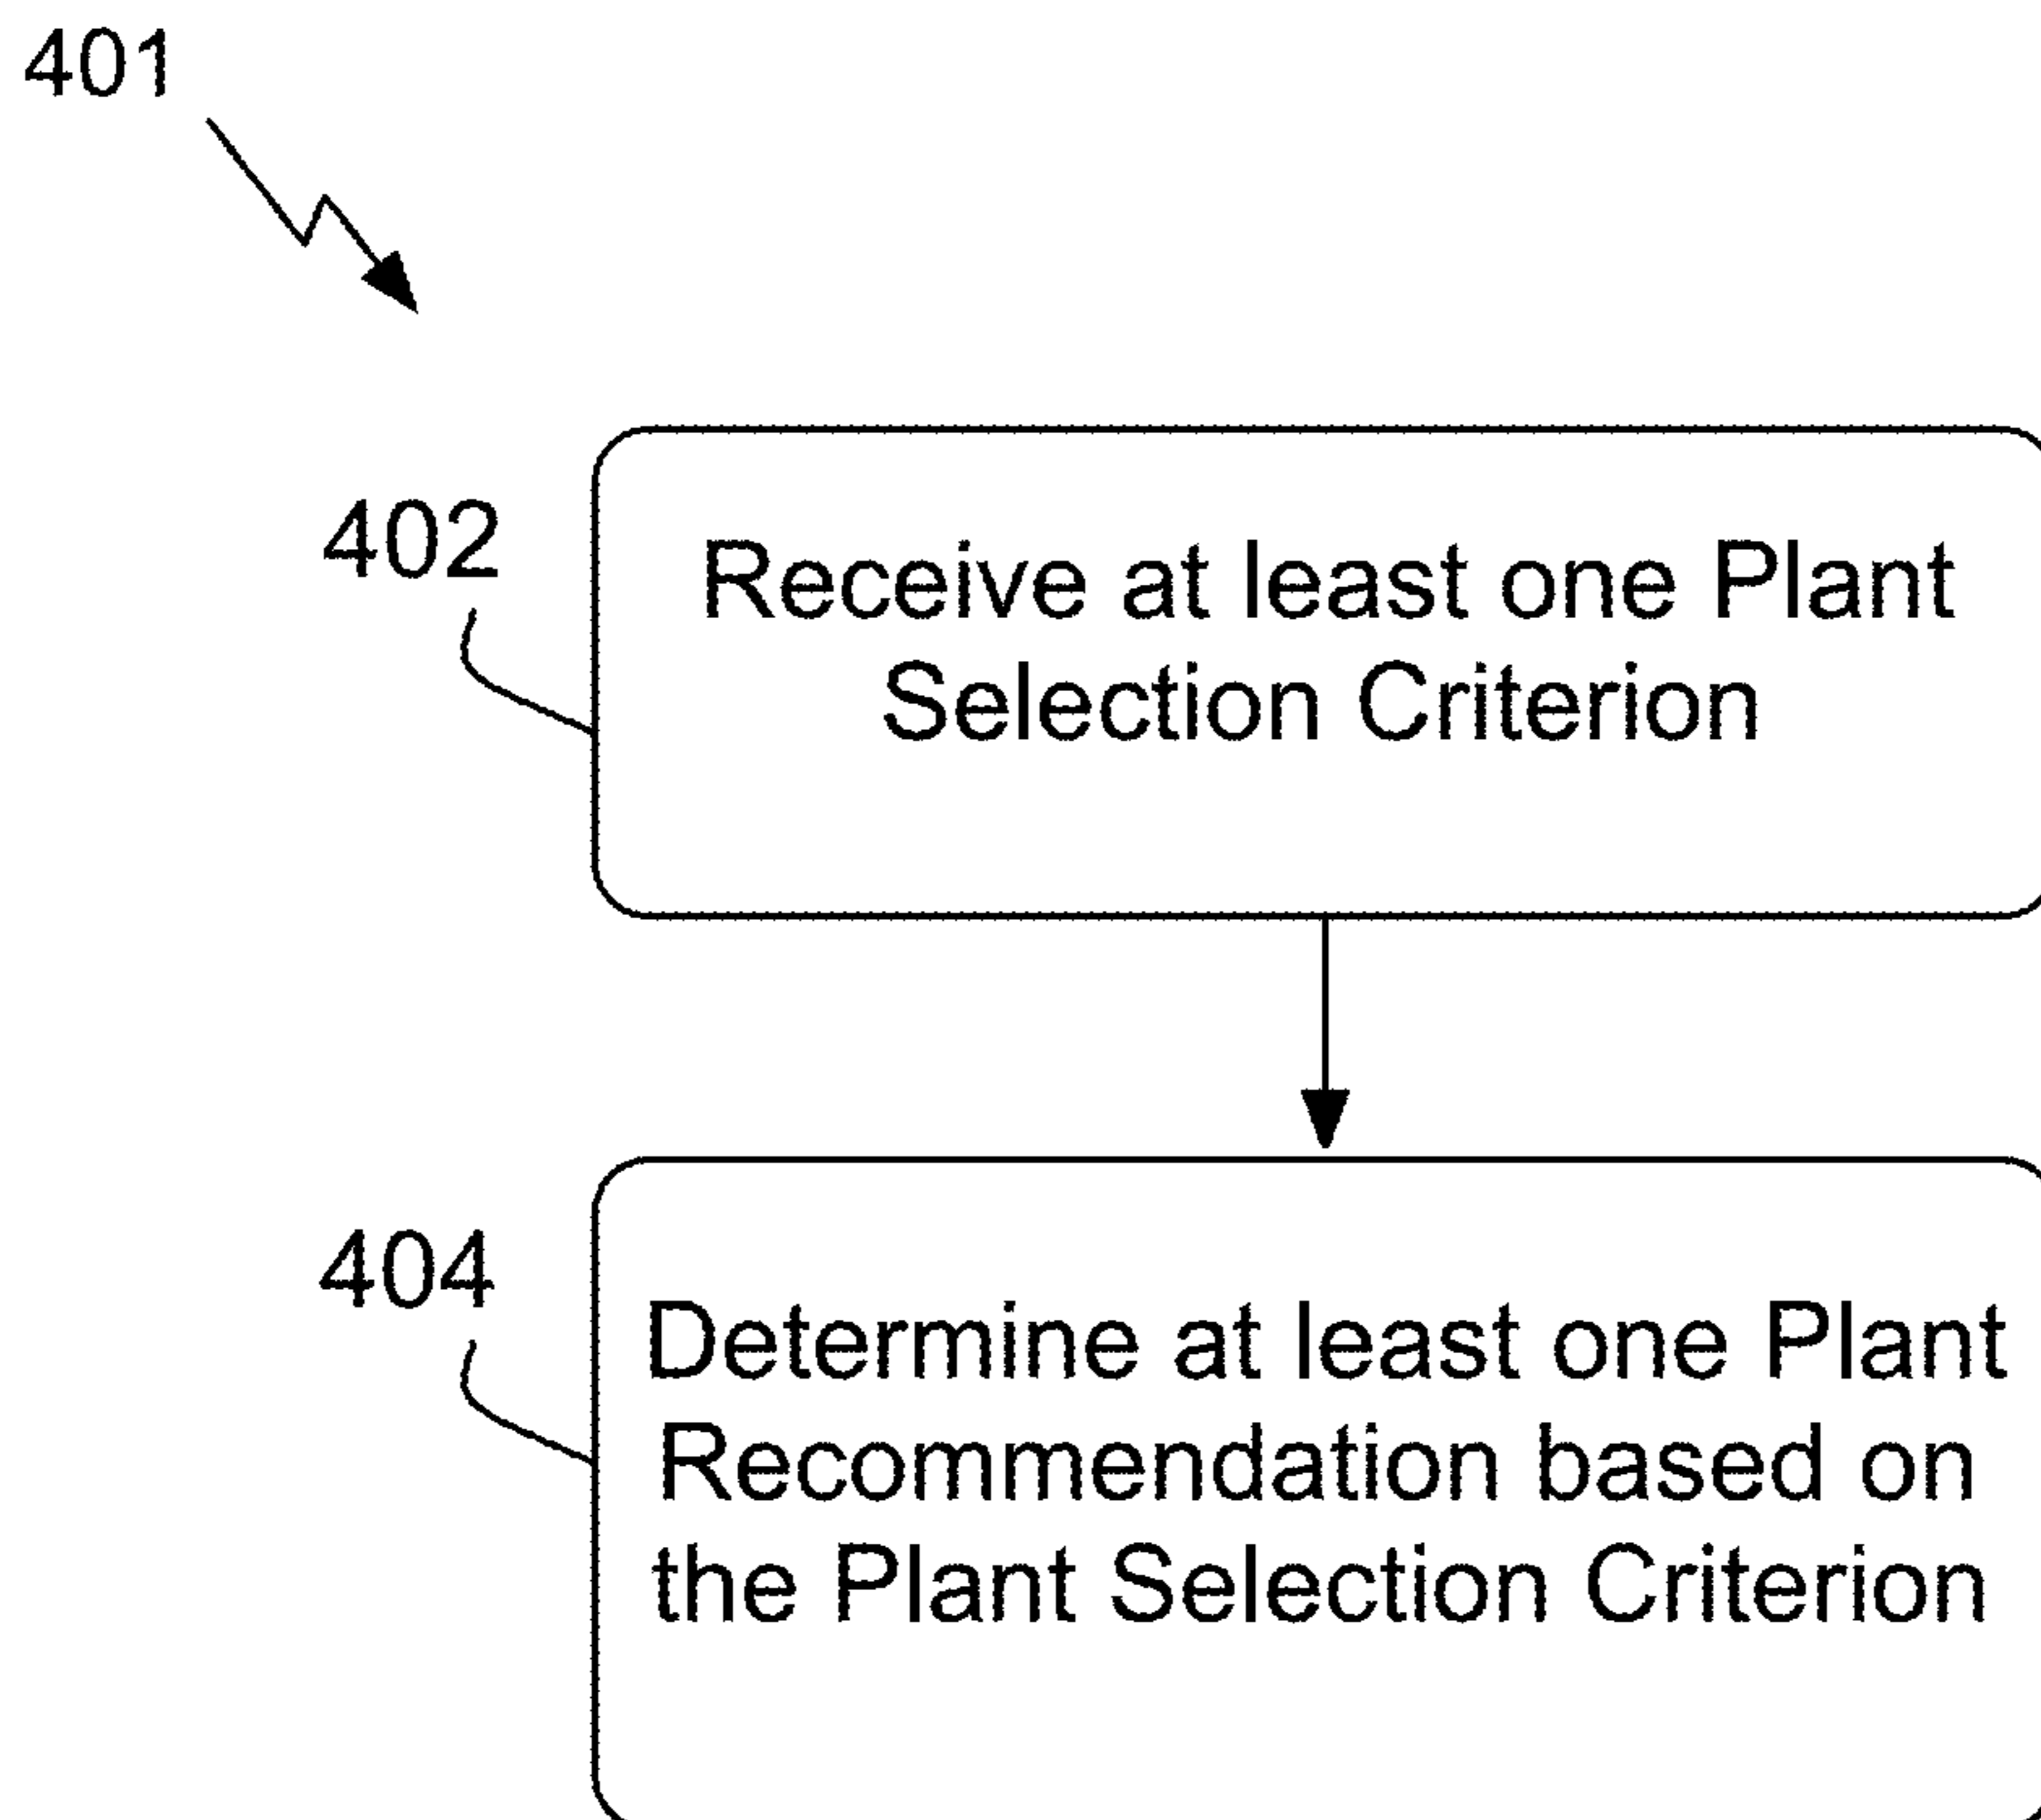 401
402
Receive at least one Plant
Selection Criterion
404
Determine at least one Plant
Recommendation based on
the Plant Selection Criterion